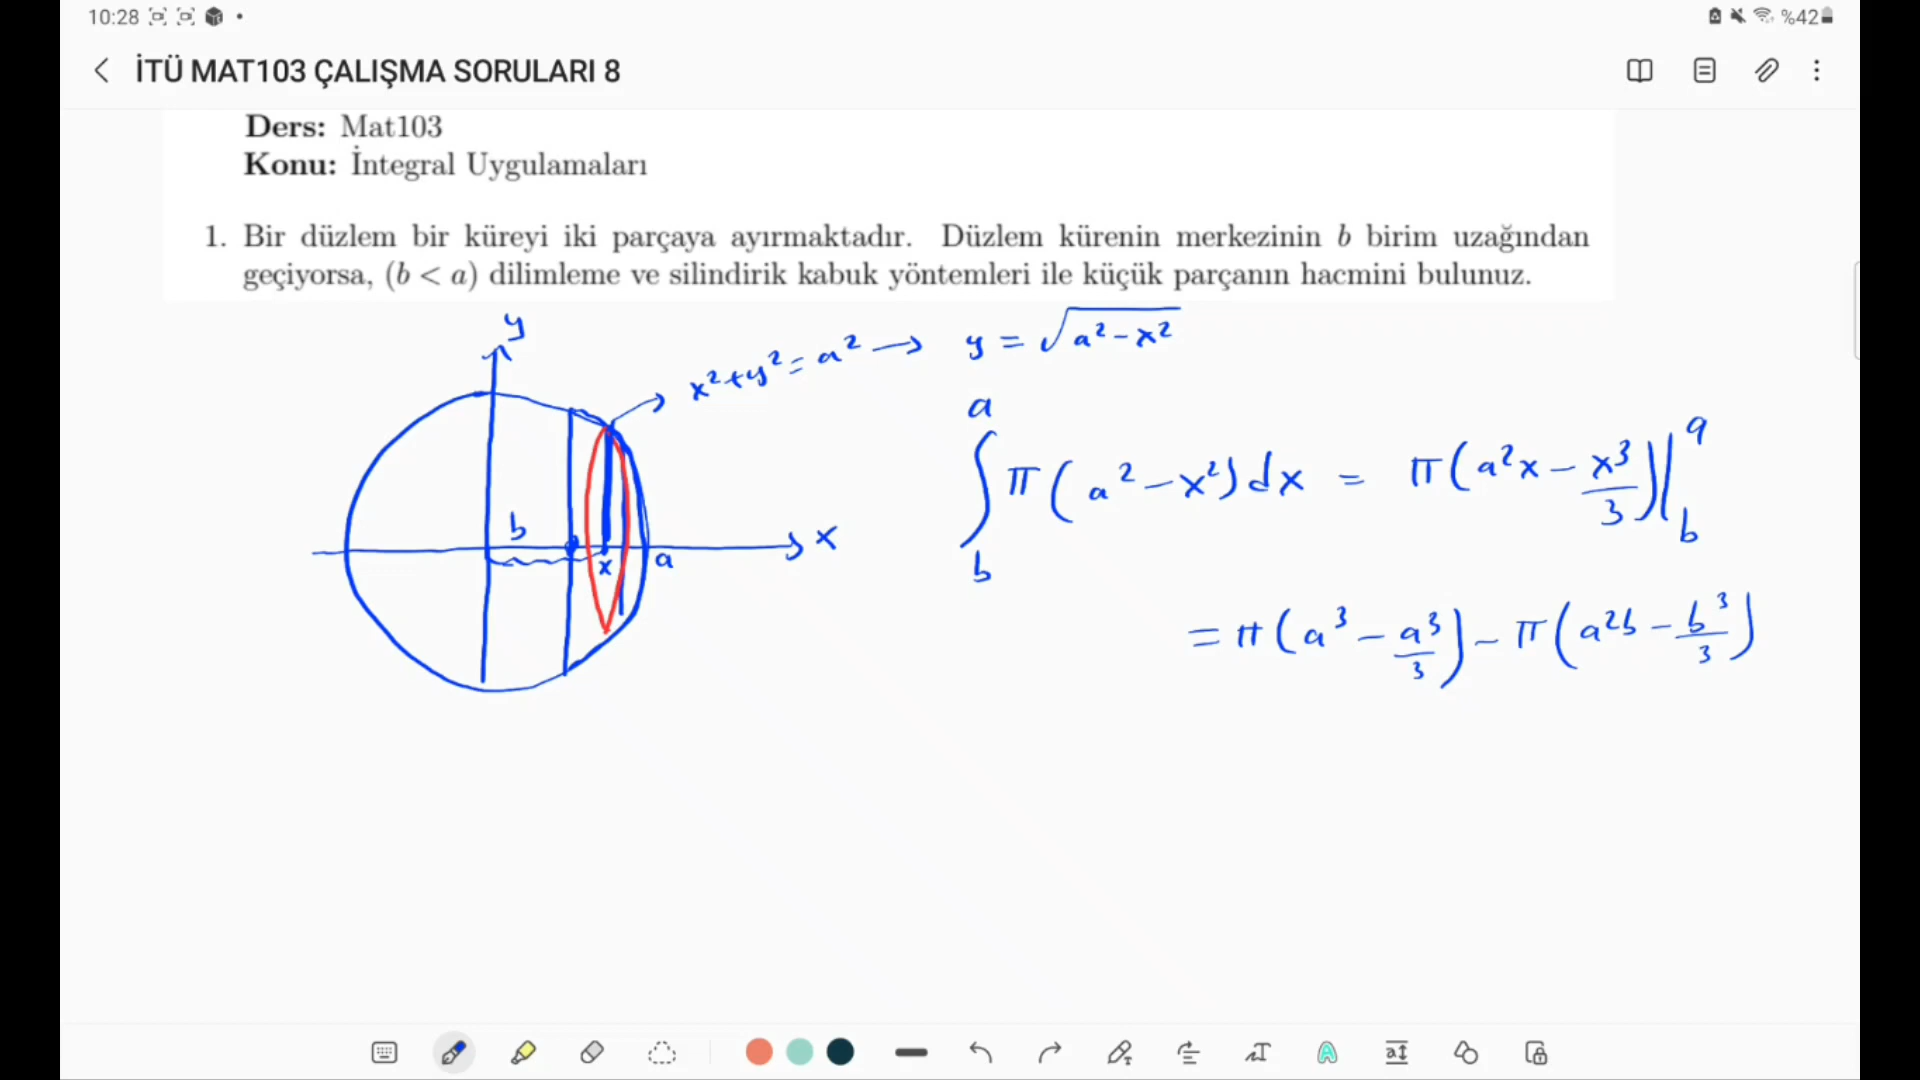 10:28 %42
İTÜ MAT103 ÇALIŞMA SORULARI 8
Ders: Mat103
Konu: İntegral Uygulamaları
1. Bir düzlem bir küreyi iki parçaya ayırmaktadır. Düzlem kürenin merkezinin b birim uzağından
geçiyorsa, (b < a) dilimleme ve silindirik kabuk yöntemleri ile küçük parçanın hacmini bulunuz.
y
x² + y² = a² → y = √(a² - x²)
b x a x
∫_b^a π(a² - x²) dx = π(a²x - x³/3)|_b^a
= π(a³ - a³/3) - π(a²b - b³/3)